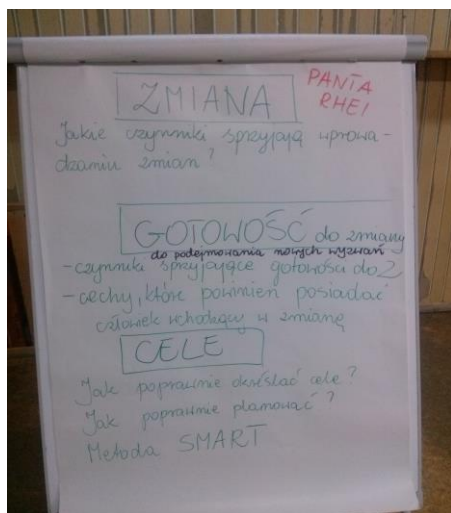 ZMIANA
PANTA
RHEI
Jakie czynniki sprzyjają wprowa-
dzaniu zmian?
GOTOWOŚĆ do zmiany
do podejmowania nowych wyzwań
-czynniki sprzyjające gotowości do Z
-cechy, które powinien posiadać
człowiek wchodzący w zmianę
CELE
Jak poprawnie określać cele?
Jak poprawnie planować?
Metoda SMART